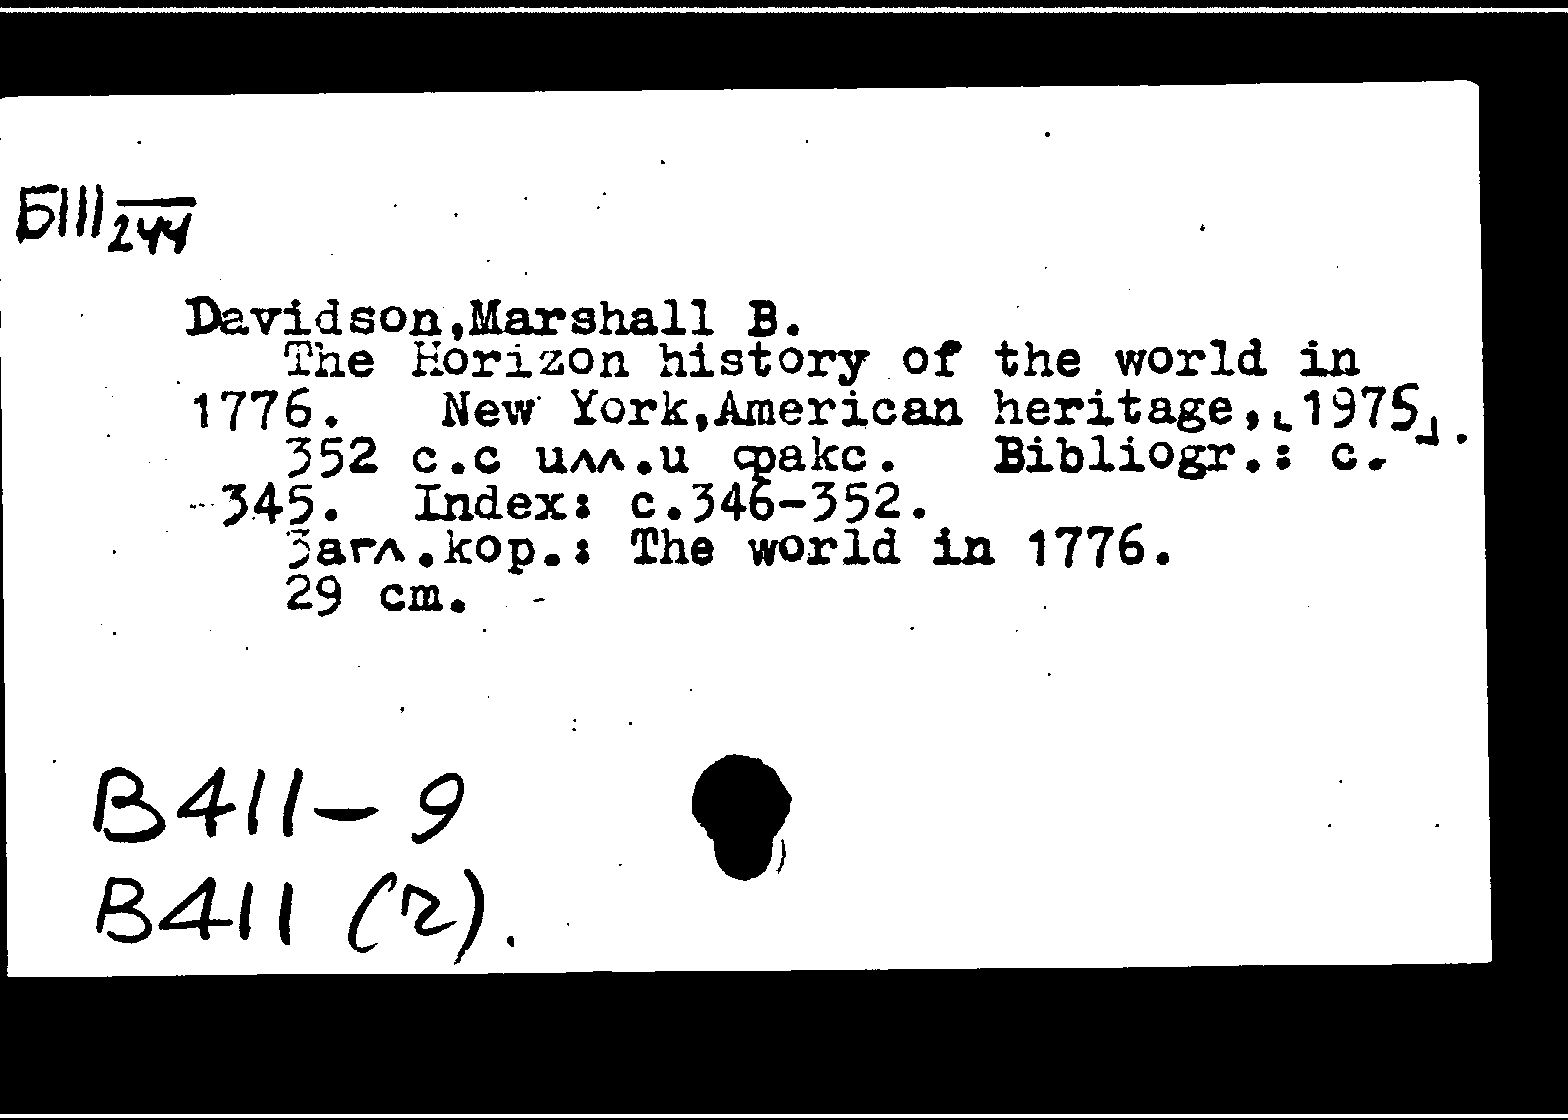 БIII 244
Davidson,Marshall B.
The Horizon history of the world in
1776. New York,American heritage,[1975].
352 с.с илл.и факс. Bibliogr.: с.
345. Index: с.346-352.
Загл.кор.: The world in 1776.
29 cm.
B411-9
B411 (2).